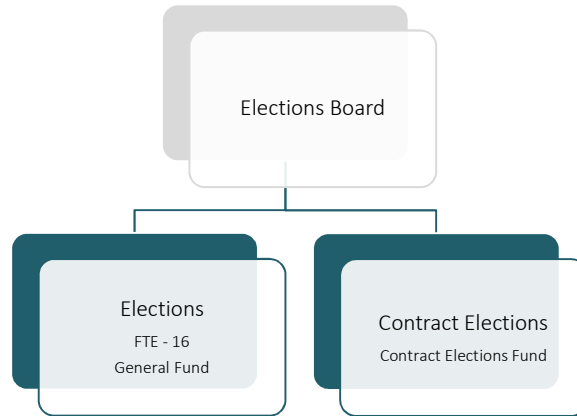 Elections Board
Elections
FTE - 16
General Fund
Contract Elections
Contract Elections Fund